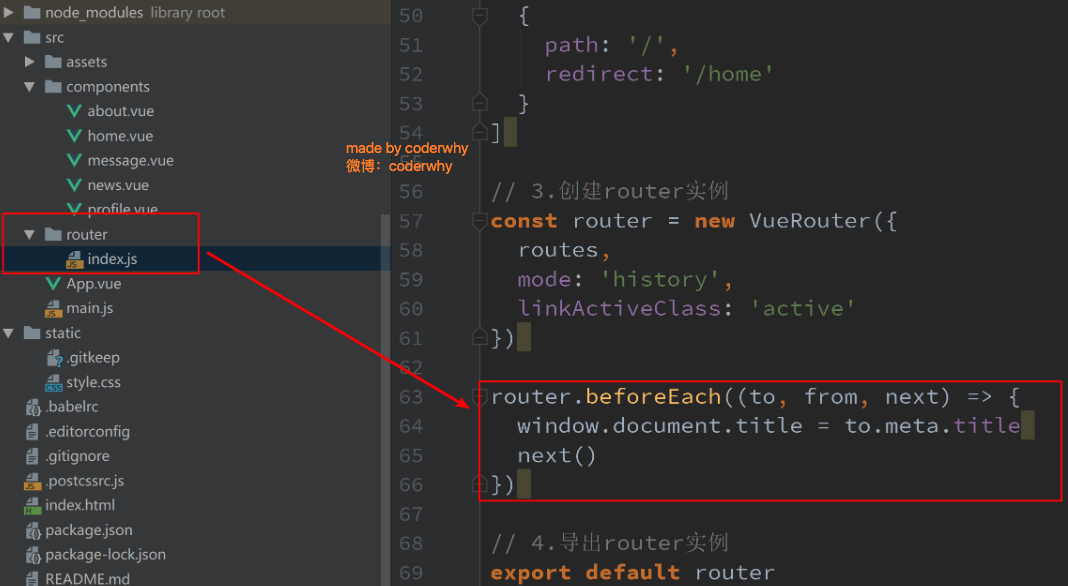 node_modules library root
src
assets
components
about.vue
home.vue
message.vue
news.vue
profile.vue
router
index.js
App.vue
main.js
static
.gitkeep
style.css
.babelrc
.editorconfig
.gitignore
.postcssrc.js
index.html
package.json
package-lock.json
README.md
made by coderwhy
微博：coderwhy
50 {
51 path: '/',
52 redirect: '/home'
53 }
54 ]
55
56 // 3.创建router实例
57 const router = new VueRouter({
58 routes,
59 mode: 'history',
60 linkActiveClass: 'active'
61 })
62
63 router.beforeEach((to, from, next) => {
64 window.document.title = to.meta.title
65 next()
66 })
67
68 // 4.导出router实例
69 export default router